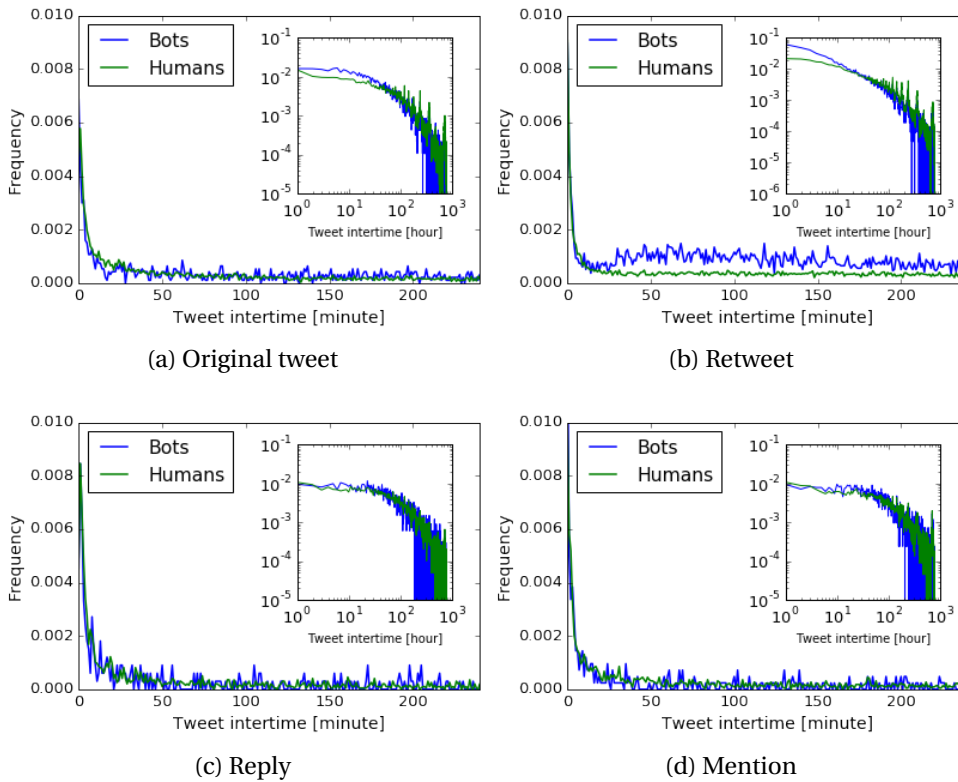 0.010
0.008
0.006
0.004
0.002
0.000
Frequency
Bots
Humans
10^-1
10^-2
10^-3
10^-4
10^-5
10^0 10^1 10^2 10^3
Tweet intertime [hour]
0 50 100 150 200
Tweet intertime [minute]
(a) Original tweet
0.010
0.008
0.006
0.004
0.002
0.000
Frequency
Bots
Humans
10^-1
10^-2
10^-3
10^-4
10^-5
10^-6
10^0 10^1 10^2 10^3
Tweet intertime [hour]
0 50 100 150 200
Tweet intertime [minute]
(b) Retweet
0.010
0.008
0.006
0.004
0.002
0.000
Frequency
Bots
Humans
10^-1
10^-2
10^-3
10^-4
10^-5
10^0 10^1 10^2 10^3
Tweet intertime [hour]
0 50 100 150 200
Tweet intertime [minute]
(c) Reply
0.010
0.008
0.006
0.004
0.002
0.000
Frequency
Bots
Humans
10^-1
10^-2
10^-3
10^-4
10^-5
10^0 10^1 10^2 10^3
Tweet intertime [hour]
0 50 100 150 200
Tweet intertime [minute]
(d) Mention